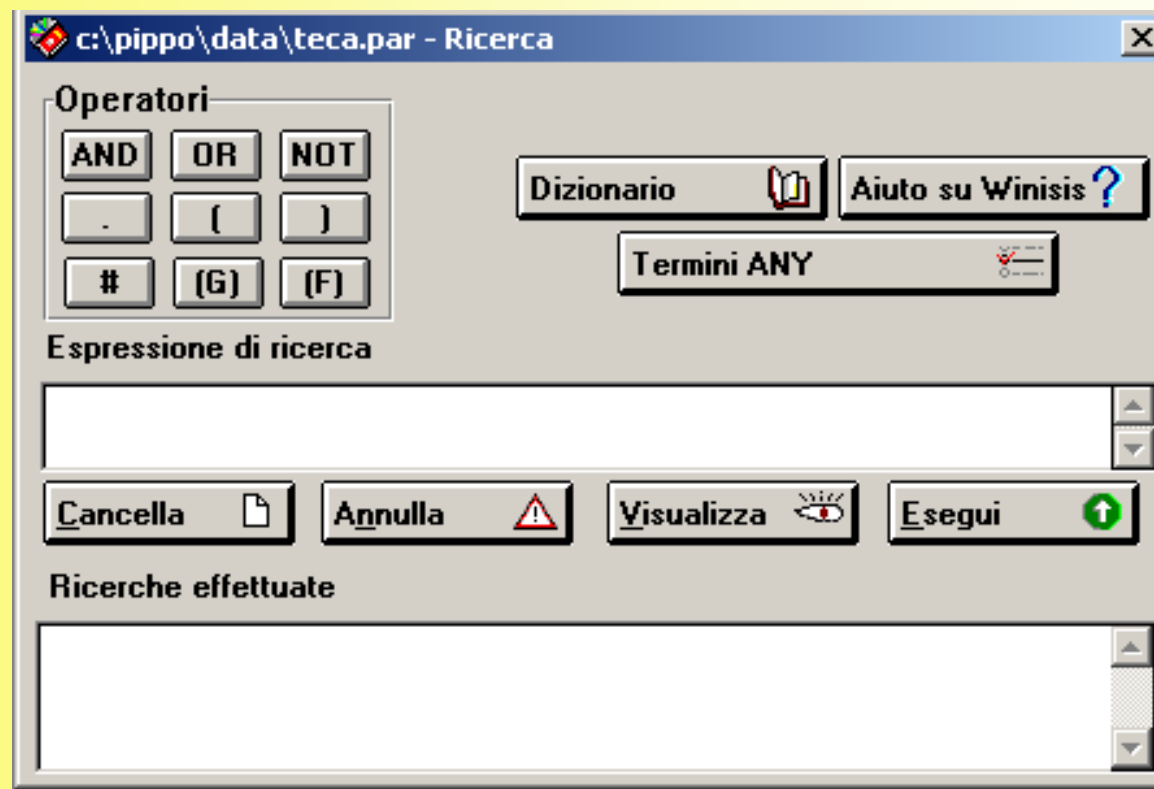 c:\pippo\data\teca.par - Ricerca
Operatori
AND OR NOT
. ( )
# (G) (F)
Dizionario
Aiuto su Winisis
Termini ANY
Espressione di ricerca
Cancella
Annulla
Visualizza
Esegui
Ricerche effettuate